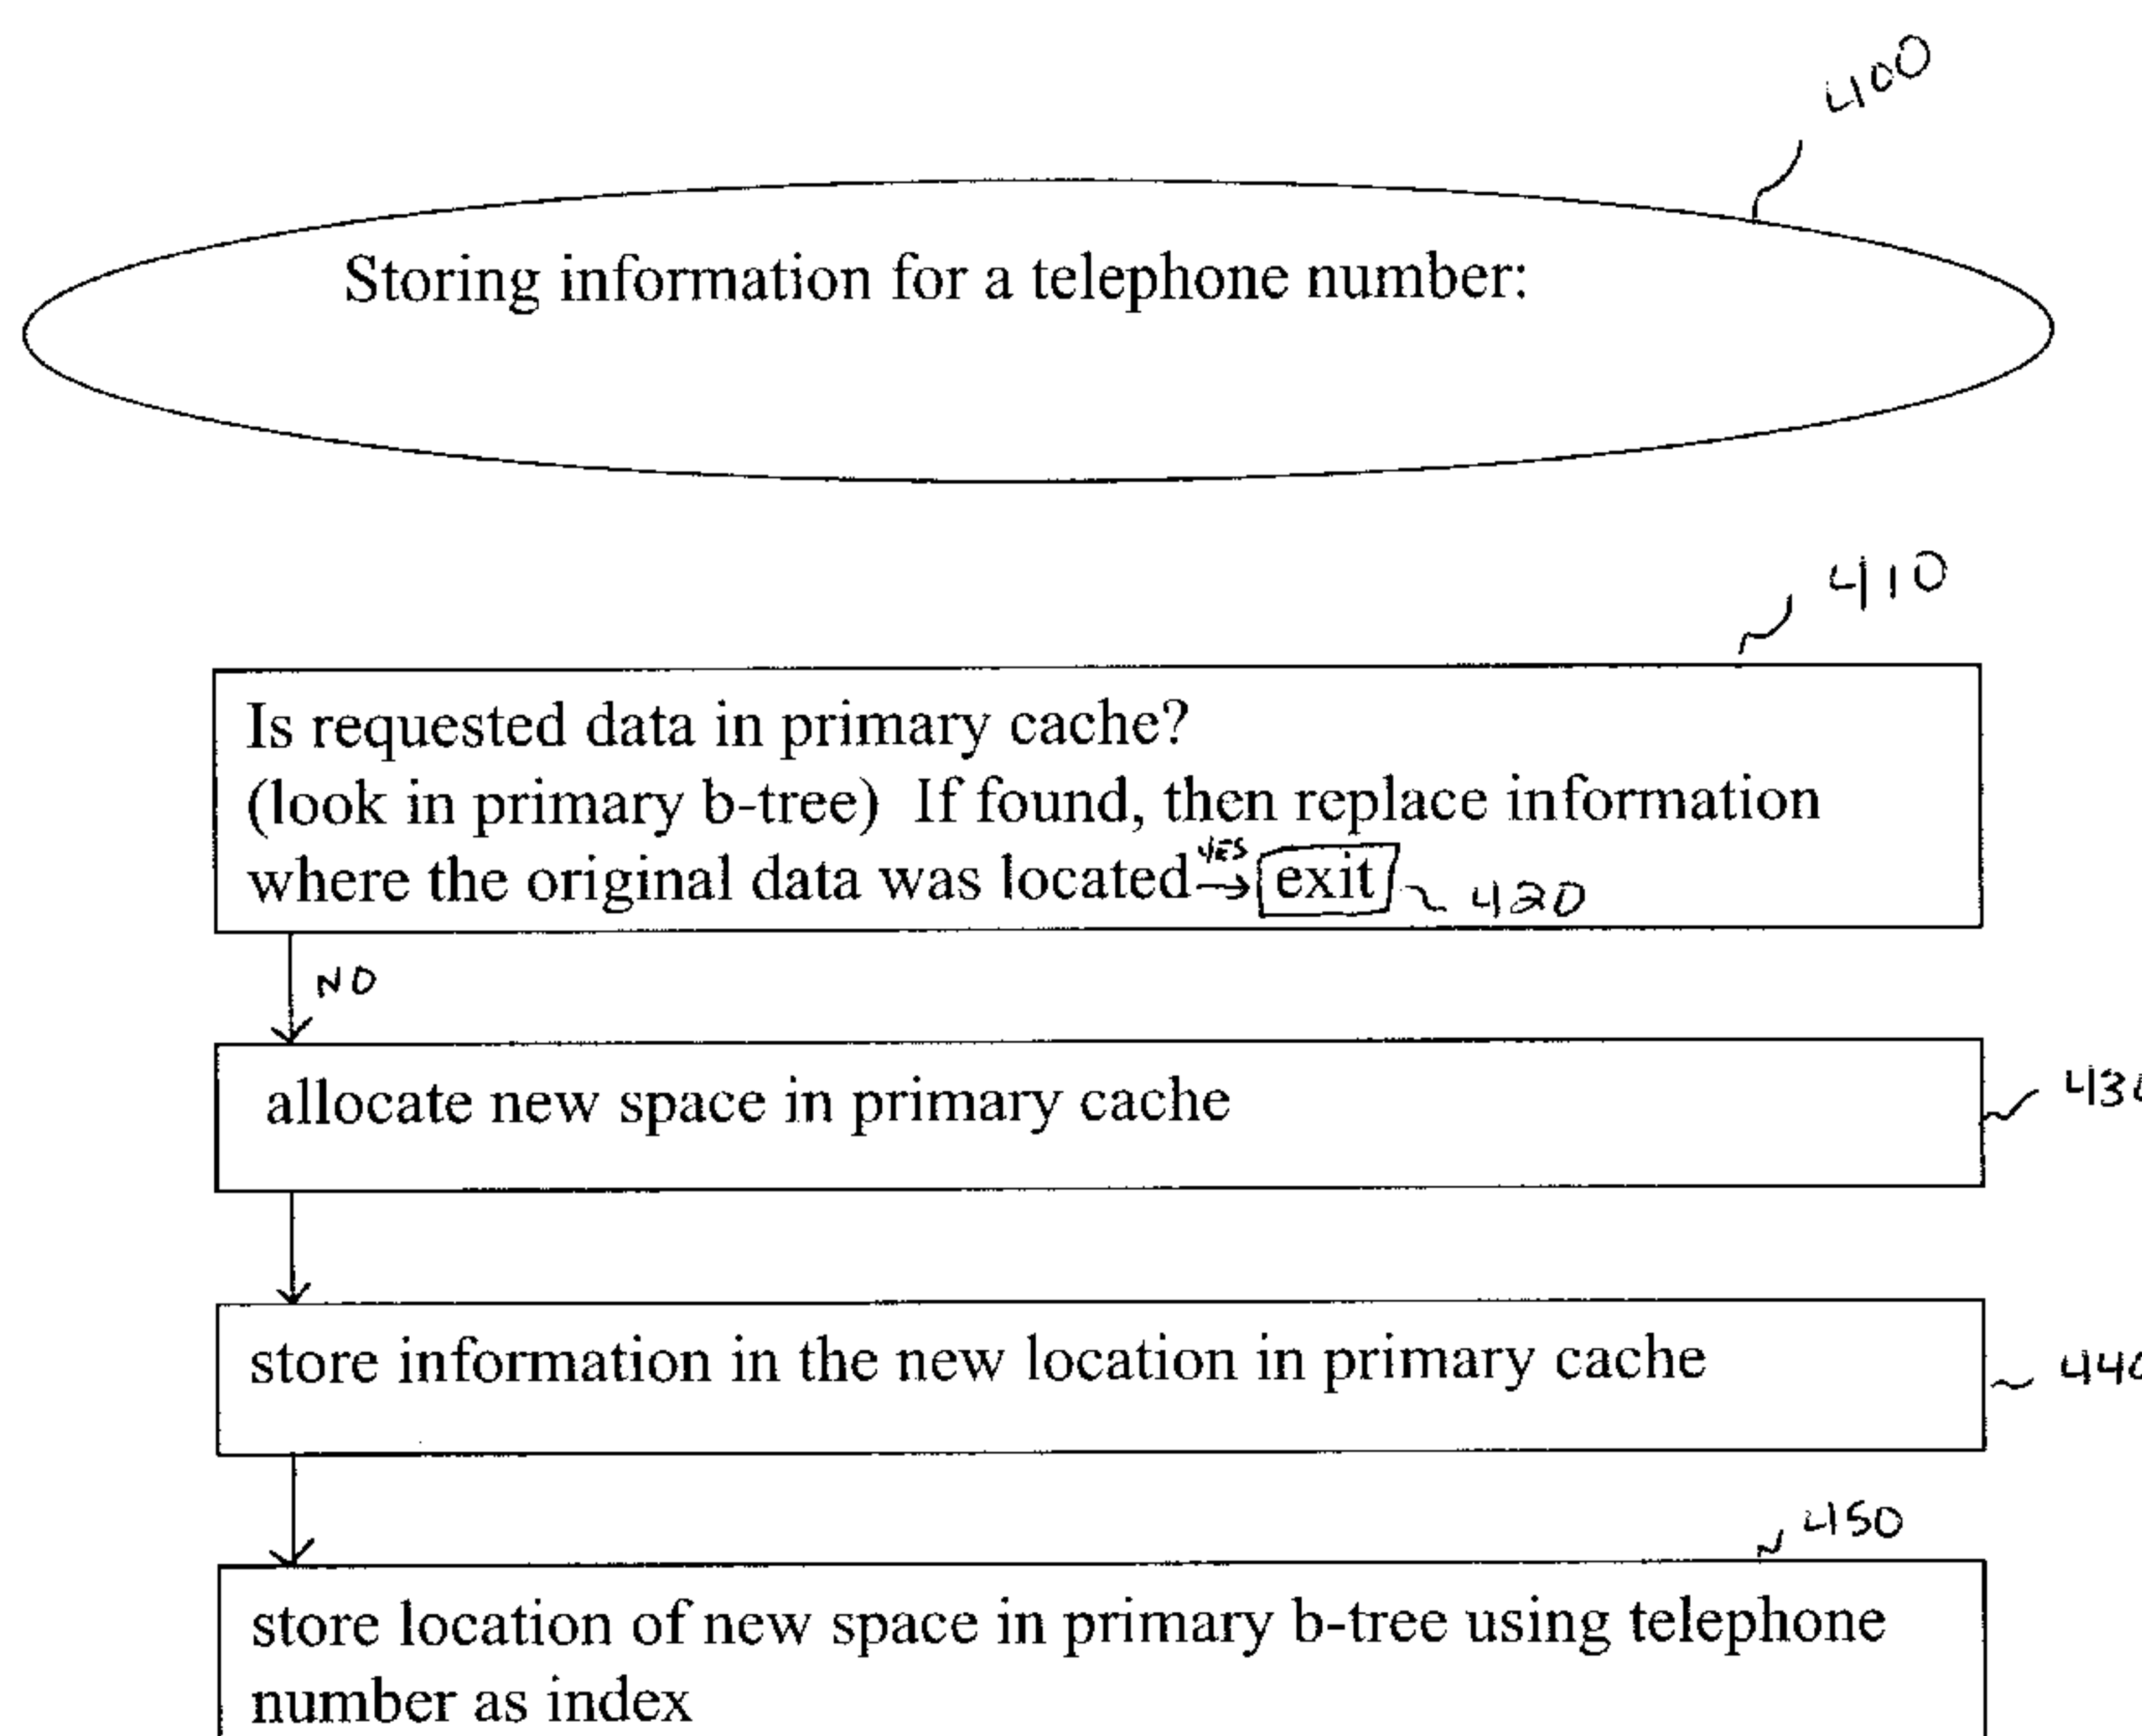 400
Storing information for a telephone number:
410
Is requested data in primary cache?
(look in primary b-tree) If found, then replace information
where the original data was located YES → exit 420
NO
allocate new space in primary cache
store information in the new location in primary cache
450
store location of new space in primary b-tree using telephone
number as index